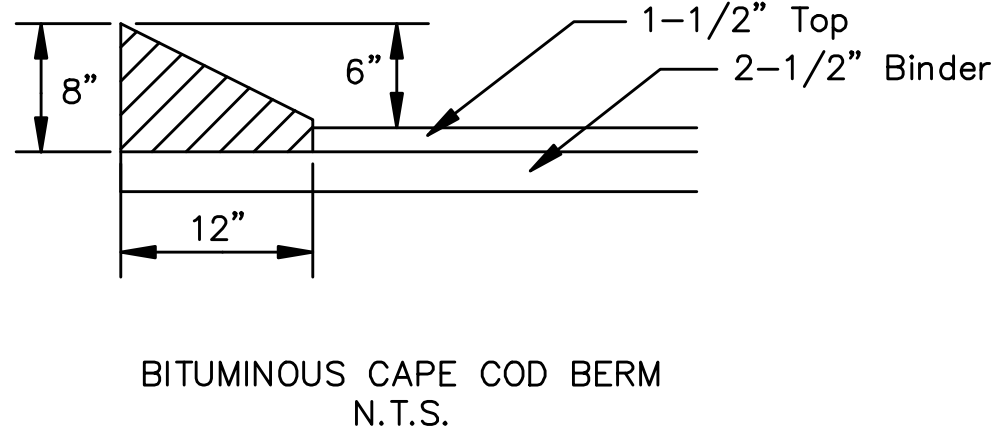 1-1/2” Top
2-1/2” Binder
8”
6”
12”
BITUMINOUS CAPE COD BERM
N.T.S.